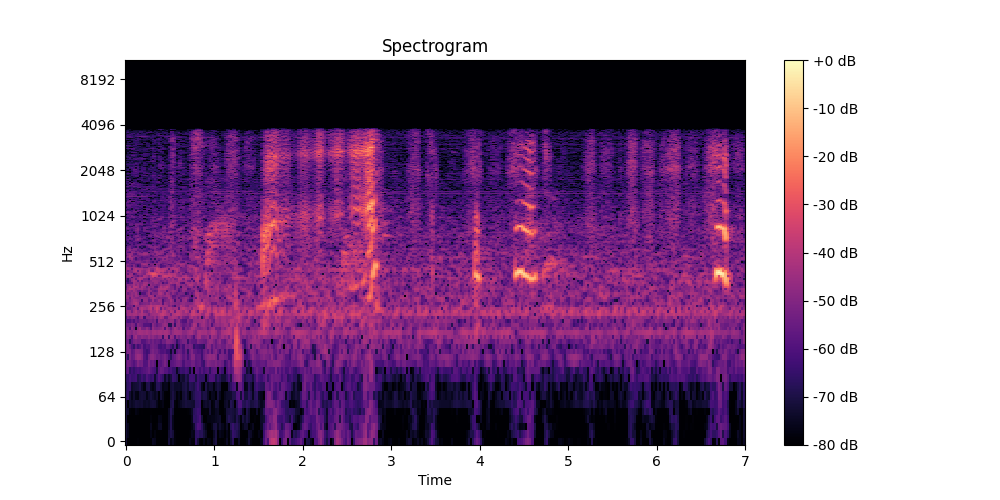 Spectrogram
8192
4096
2048
1024
512
256
128
64
0
Hz
0 1 2 3 4 5 6 7
Time
+0 dB
-10 dB
-20 dB
-30 dB
-40 dB
-50 dB
-60 dB
-70 dB
-80 dB